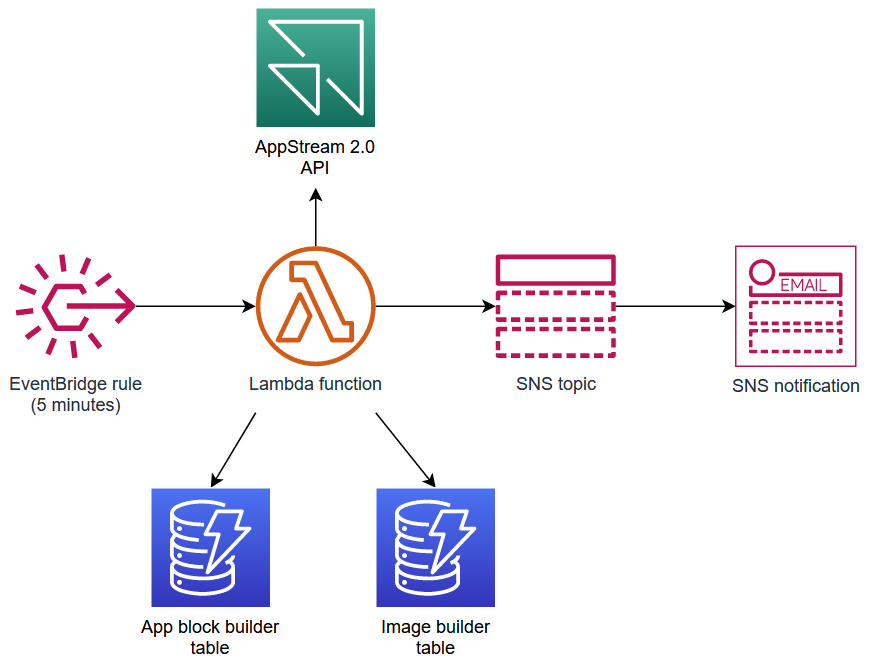 AppStream 2.0
API
EMAIL
EventBridge rule
(5 minutes)
Lambda function
SNS topic
SNS notification
App block builder
table
Image builder
table